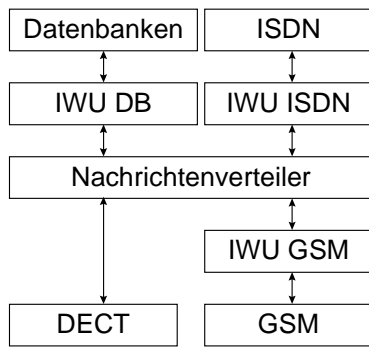 Datenbanken
ISDN
IWU DB
IWU ISDN
Nachrichtenverteiler
IWU GSM
DECT
GSM